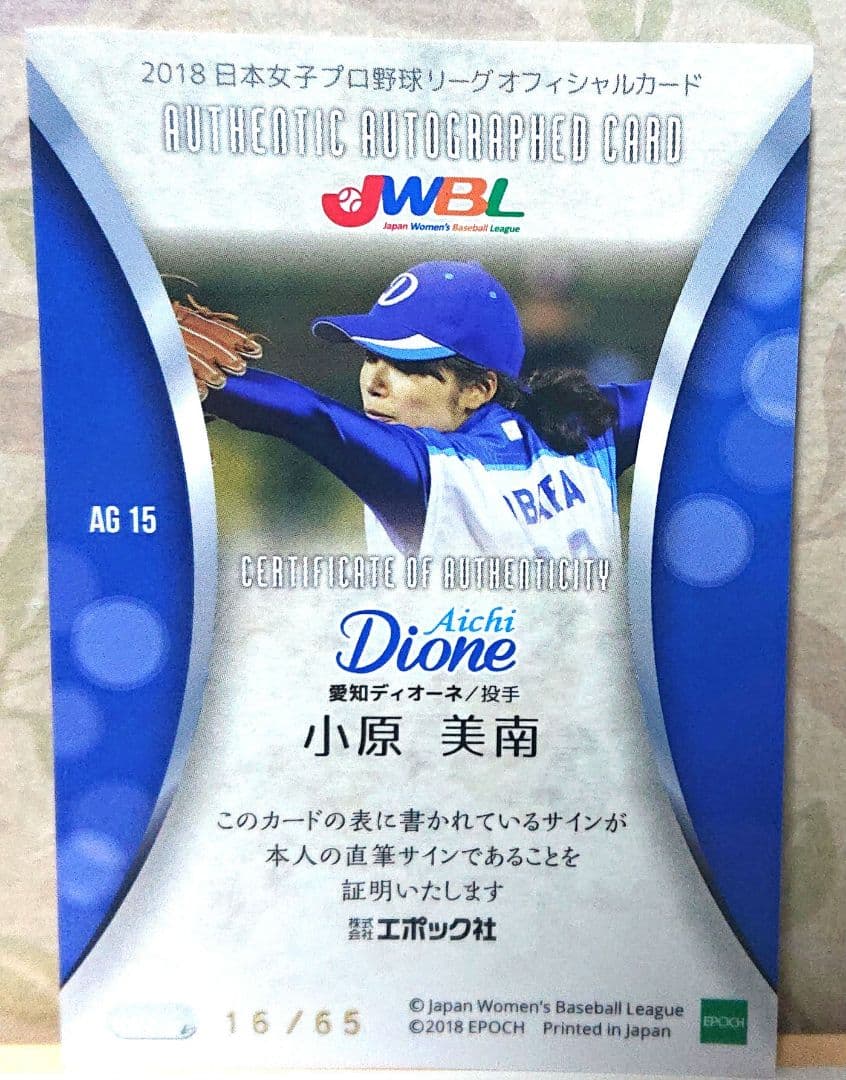 2018 日本女子プロ野球リーグオフィシャルカード
AUTHENTIC AUTOGRAPHED CARD
JWBL
Japan Women's Baseball League
D
AG 15
CERTIFICATE OF AUTHENTICITY
Aichi
Dione
愛知ディオーネ/投手
小原 美南
このカードの表に書かれているサインが
本人の直筆サインであることを
証明いたします
株式会社 エポック社
16/65
© Japan Women's Baseball League
©2018 EPOCH Printed in Japan
EPOCH